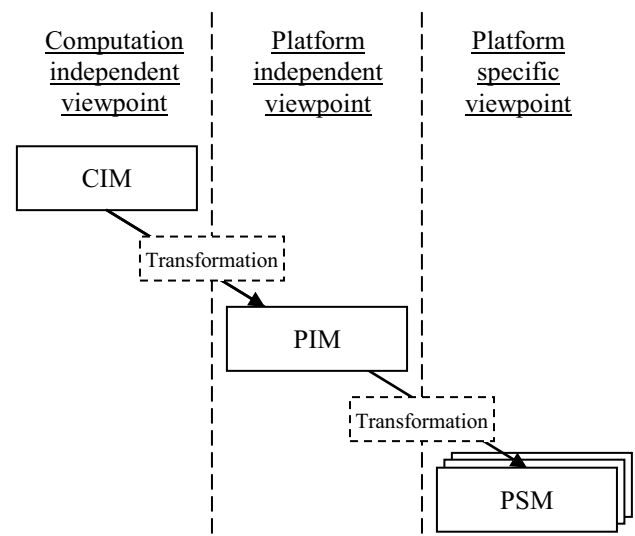 Computation
independent
viewpoint
Platform
independent
viewpoint
Platform
specific
viewpoint
CIM
Transformation
PIM
Transformation
PSM